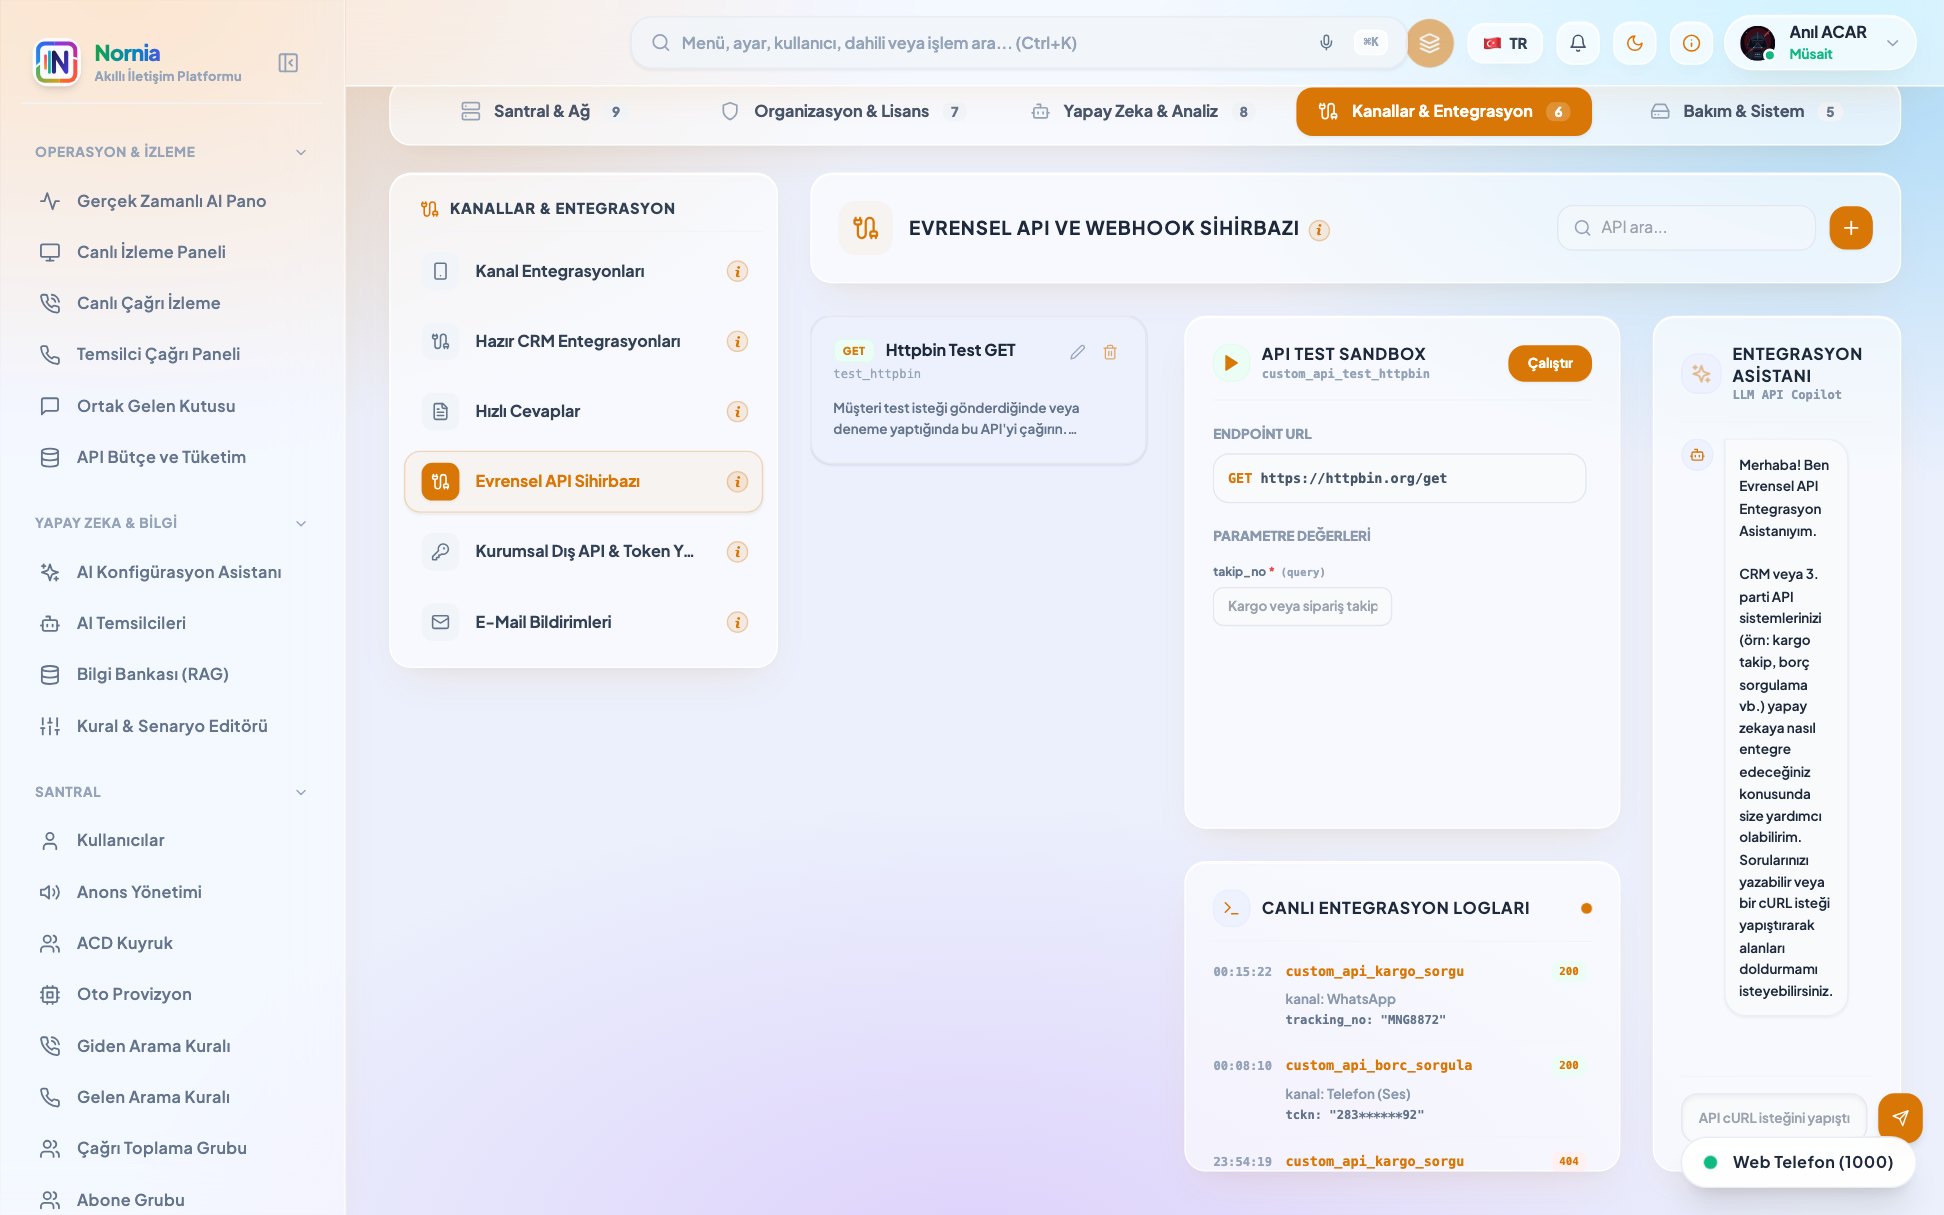 Nornia
Akıllı İletişim Platformu
OPERASYON & İZLEME
Gerçek Zamanlı AI Pano
Canlı İzleme Paneli
Canlı Çağrı İzleme
Temsilci Çağrı Paneli
Ortak Gelen Kutusu
API Bütçe ve Tüketim
YAPAY ZEKA & BİLGİ
AI Konfigürasyon Asistanı
AI Temsilcileri
Bilgi Bankası (RAG)
Kural & Senaryo Editörü
SANTRAL
Kullanıcılar
Anons Yönetimi
ACD Kuyruk
Oto Provizyon
Giden Arama Kuralı
Gelen Arama Kuralı
Çağrı Toplama Grubu
Abone Grubu
Menü, ayar, kullanıcı, dahili veya işlem ara... (Ctrl+K)
⌘K
TR
Anıl ACAR
Müsait
Santral & Ağ 9
Organizasyon & Lisans 7
Yapay Zeka & Analiz 8
Kanallar & Entegrasyon 6
Bakım & Sistem 5
KANALLAR & ENTEGRASYON
Kanal Entegrasyonları
Hazır CRM Entegrasyonları
Hızlı Cevaplar
Evrensel API Sihirbazı
Kurumsal Dış API & Token Y...
E-Mail Bildirimleri
EVRENSEL API VE WEBHOOK SİHİRBAZI
API ara...
GET Httpbin Test GET
test_httpbin
Müşteri test isteği gönderdiğinde veya
deneme yaptığında bu API'yi çağırın....
API TEST SANDBOX
custom_api_test_httpbin
Çalıştır
ENDPOİNT URL
GET https://httpbin.org/get
PARAMETRE DEĞERLERİ
takip_no * (query)
Kargo veya sipariş takip
CANLI ENTEGRASYON LOGLARI
00:15:22 custom_api_kargo_sorgu 200
kanal: WhatsApp
tracking_no: "MNG8872"
00:08:10 custom_api_borc_sorgula 200
kanal: Telefon (Ses)
tckn: "283******92"
23:54:19 custom_api_kargo_sorgu 404
ENTEGRASYON
ASİSTANI
LLM API Copilot
Merhaba! Ben
Evrensel API
Entegrasyon
Asistanıyım.
CRM veya 3.
parti API
sistemlerinizi
(örn: kargo
takip, borç
sorgulama
vb.) yapay
zekaya nasıl
entegre
edeceğiniz
konusunda
size yardımcı
olabilirim.
Sorularınızı
yazabilir veya
bir cURL isteği
yapıştırarak
alanları
doldurmamı
isteyebilirsiniz.
API cURL isteğini yapıştı
Web Telefon (1000)